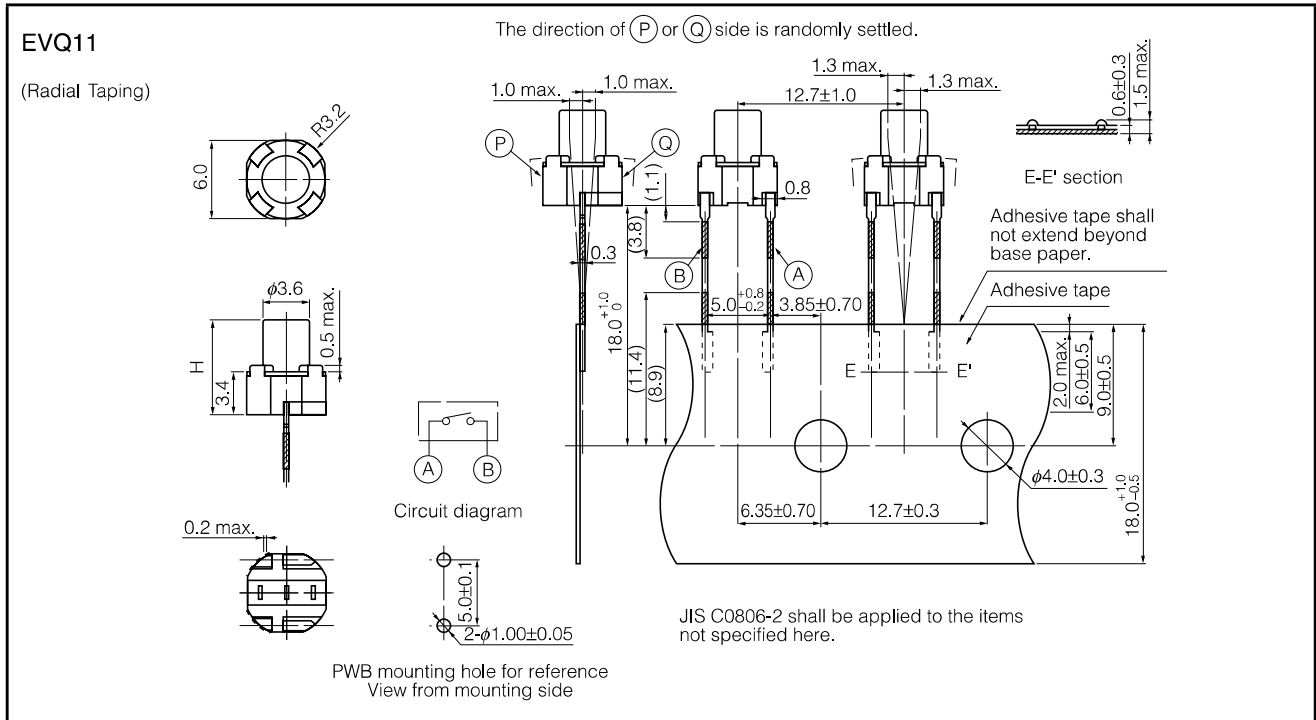 EVQ11
(Radial Taping)
The direction of Ⓟ or Ⓠ side is randomly settled.
1.0 max.
1.0 max.
1.3 max.
1.3 max.
12.7±1.0
0.6±0.3
1.5 max.
E-E' section
P
Q
R3.2
6.0
(1.1)
0.8
(3.8)
0.3
B
A
Adhesive tape shall
not extend beyond
base paper.
Adhesive tape
φ3.6
0.5 max.
H
3.4
18.0 +1.0 0
5.0 +0.8 -0.2
3.85±0.70
(11.4)
(8.9)
E
E'
2.0 max.
6.0±0.5
9.0±0.5
A
B
Circuit diagram
φ4.0±0.3
18.0 +1.0 -0.5
6.35±0.70
12.7±0.3
0.2 max.
5.0±0.1
2-φ1.00±0.05
PWB mounting hole for reference
View from mounting side
JIS C0806-2 shall be applied to the items
not specified here.